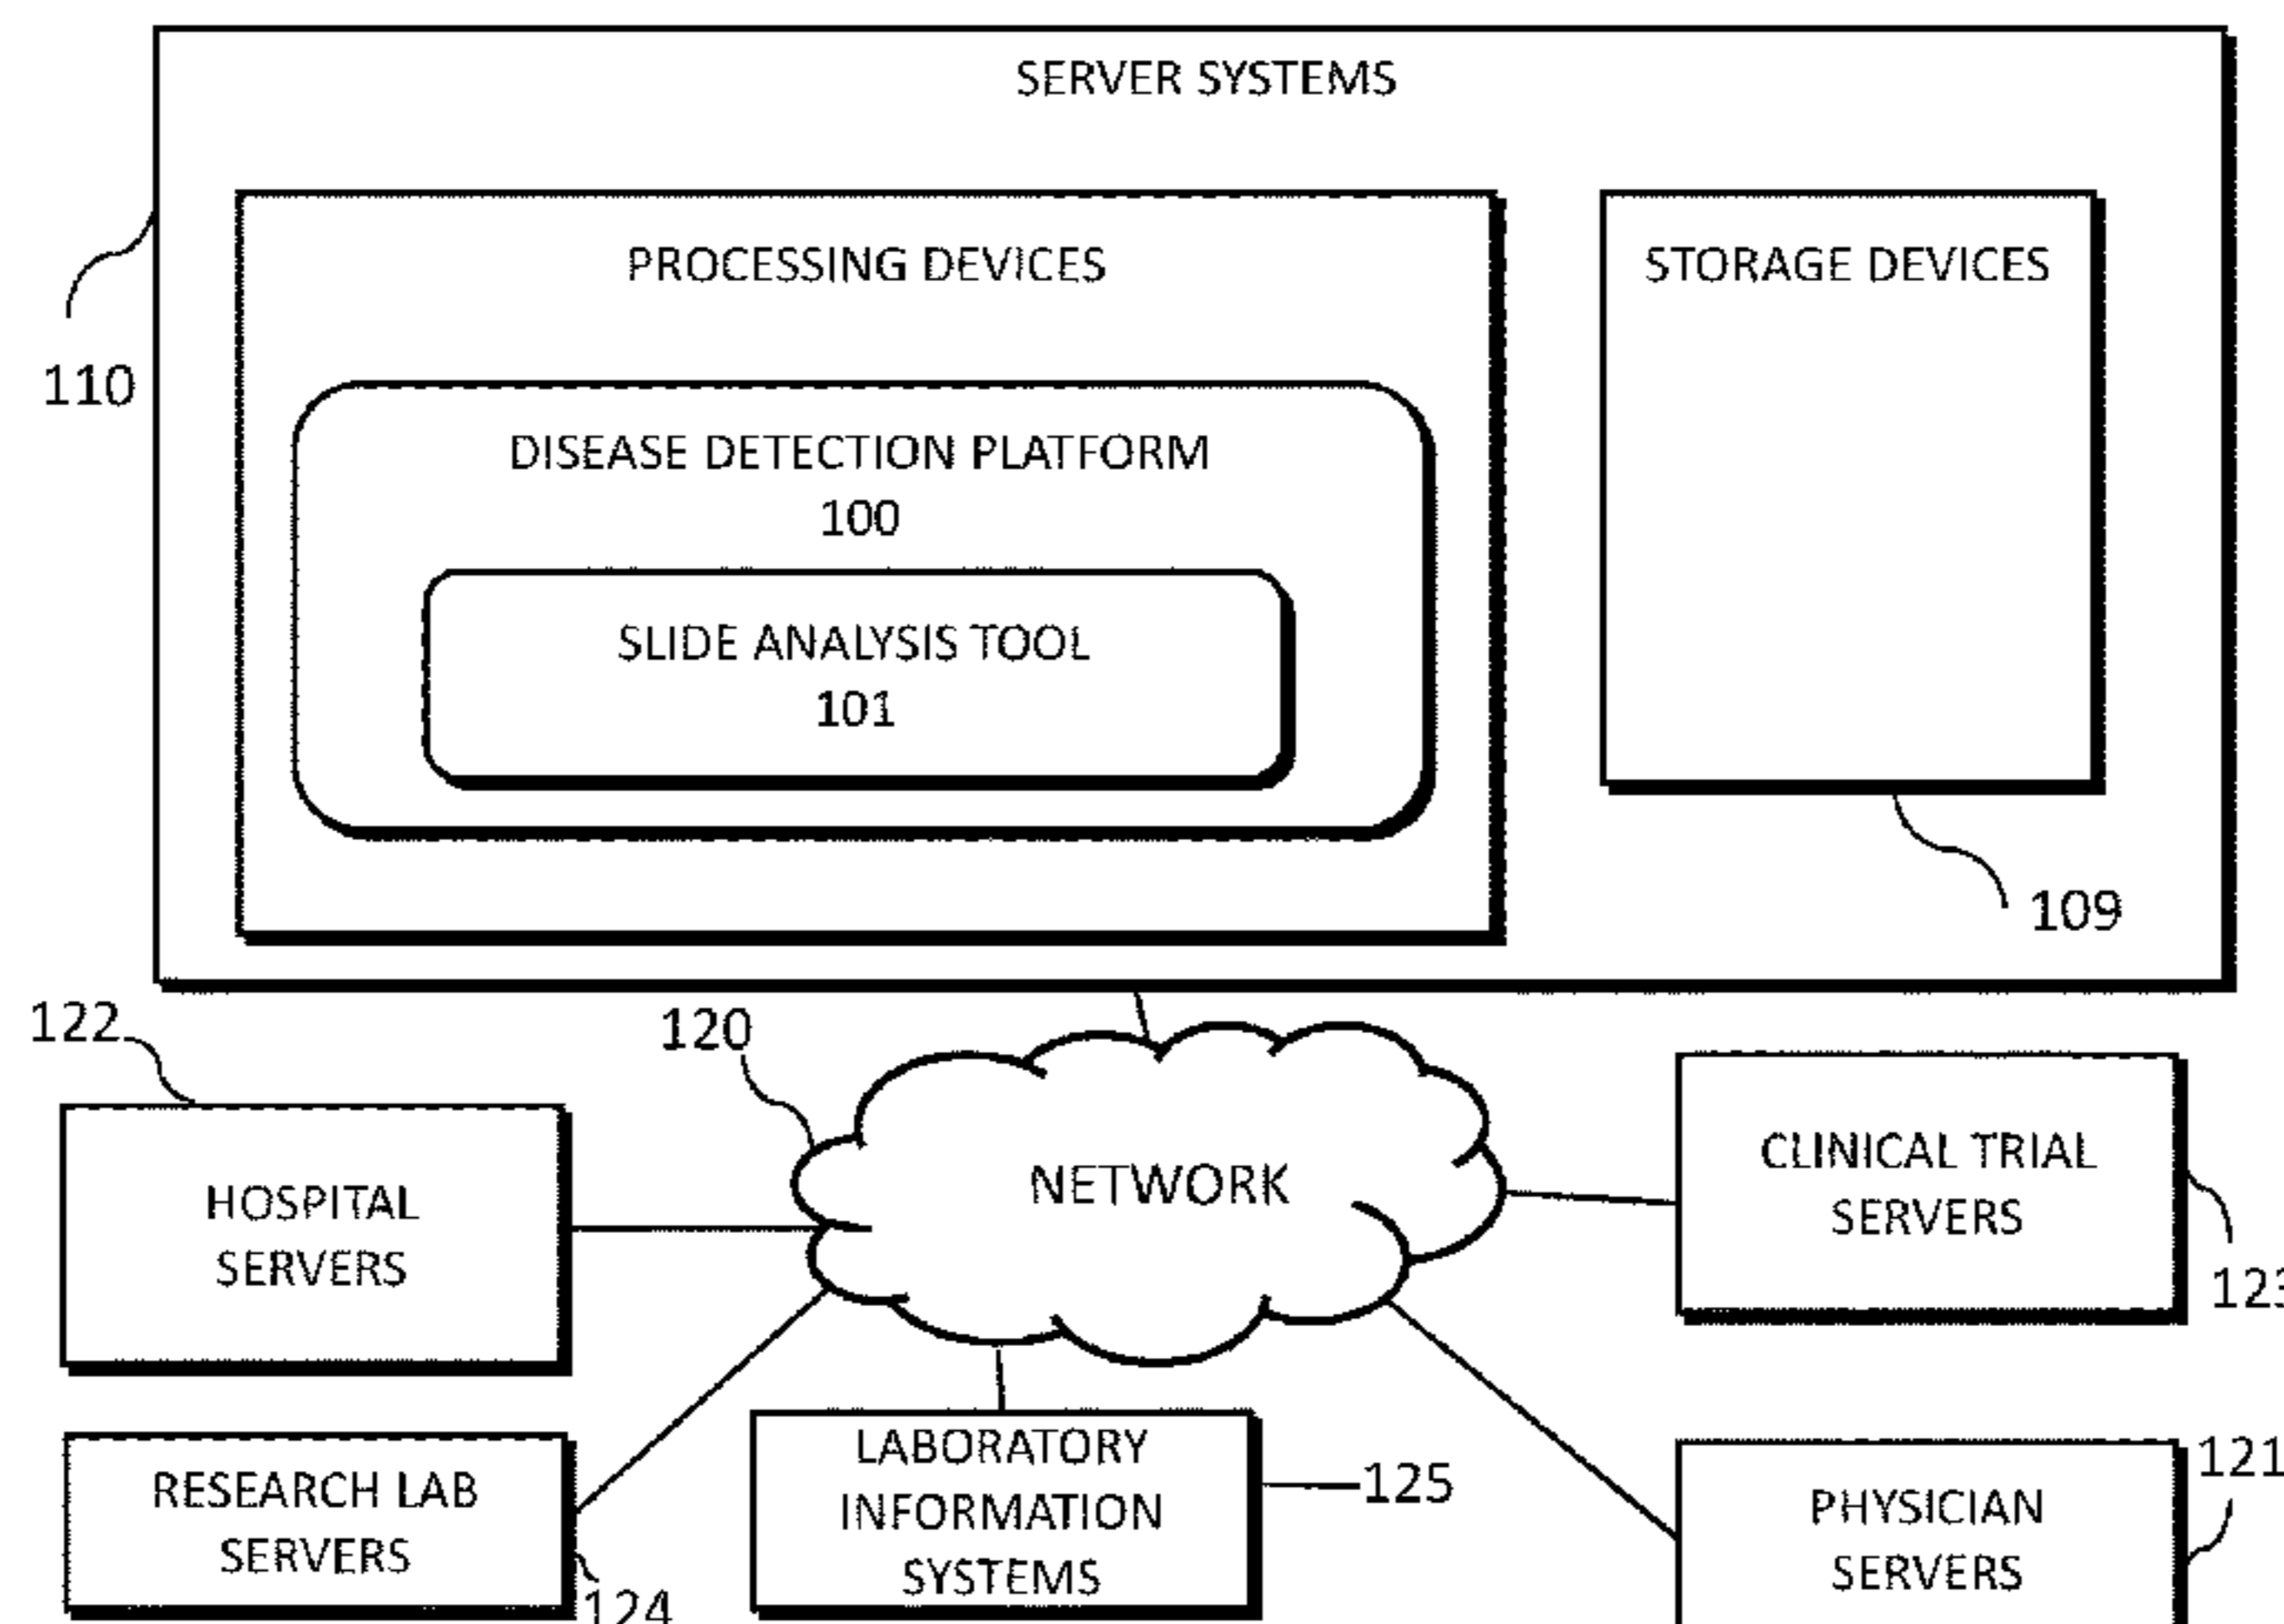 SERVER SYSTEMS
PROCESSING DEVICES
STORAGE DEVICES
110
DISEASE DETECTION PLATFORM
100
SLIDE ANALYSIS TOOL
101
109
122
120
HOSPITAL
SERVERS
NETWORK
CLINICAL TRIAL
SERVERS
123
RESEARCH LAB
SERVERS
124
LABORATORY
INFORMATION
SYSTEMS
125
PHYSICIAN
SERVERS
121